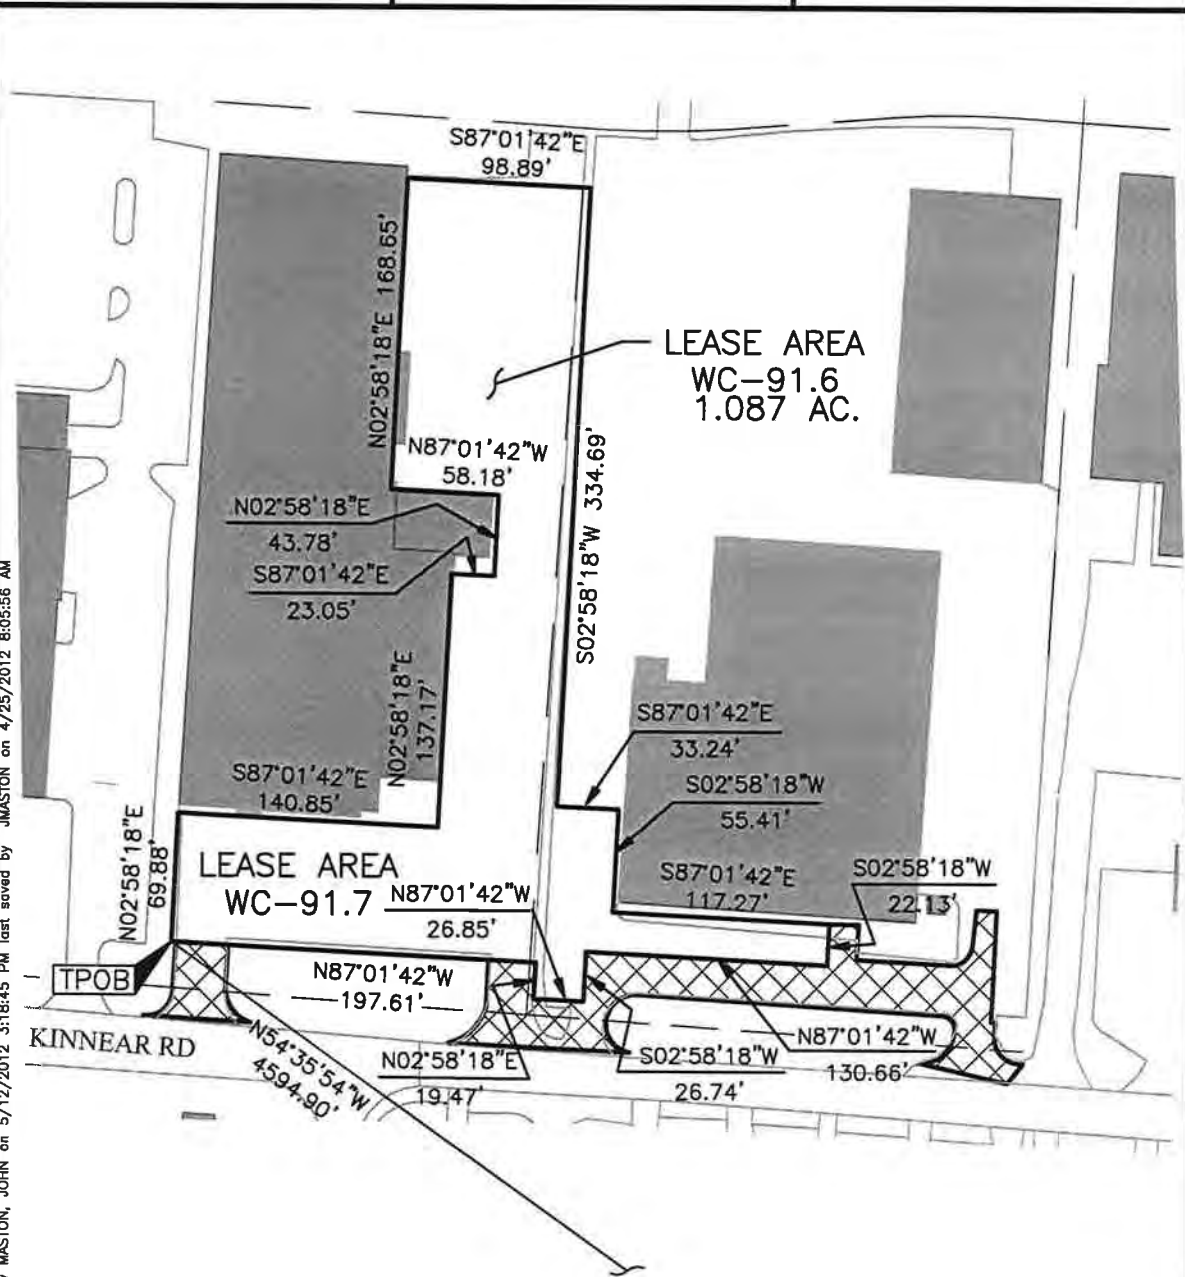 S87°01'42"E
98.89'
N02°58'18"E 168.65'
LEASE AREA
WC-91.6
1.087 AC.
N87°01'42"W
58.18'
S02°58'18"W 334.69'
N02°58'18"E
43.78'
S87°01'42"E
23.05'
N02°58'18"E
137.17'
S87°01'42"E
33.24'
S02°58'18"W
55.41'
S87°01'42"E
140.85'
N02°58'18"E
69.88'
LEASE AREA
WC-91.7
N87°01'42"W
26.85'
S87°01'42"E
117.27'
S02°58'18"W
22.13'
TPOB
N87°01'42"W
197.61'
KINNEAR RD
N54°35'54"W
4594.90'
N02°58'18"E
19.47'
S02°58'18"W
26.74'
N87°01'42"W
130.66'
MASTON, JOHN on 5/12/2012 3:18:45 PM last saved by JMASTON on 4/25/2012 8:05:56 AM